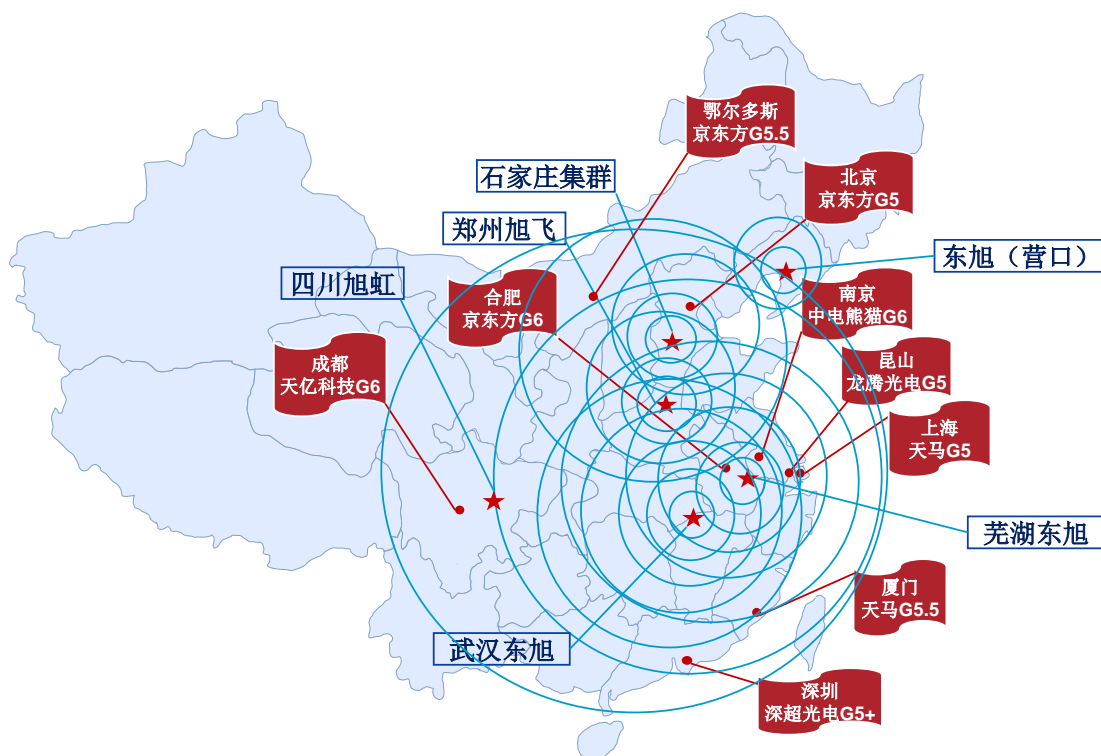 鄂尔多斯
京东方G5.5
石家庄集群
北京
京东方G5
郑州旭飞
东旭（营口）
四川旭虹
合肥
京东方G6
南京
中电熊猫G6
成都
天亿科技G6
昆山
龙腾光电G5
上海
天马G5
芜湖东旭
厦门
天马G5.5
武汉东旭
深圳
深超光电G5+